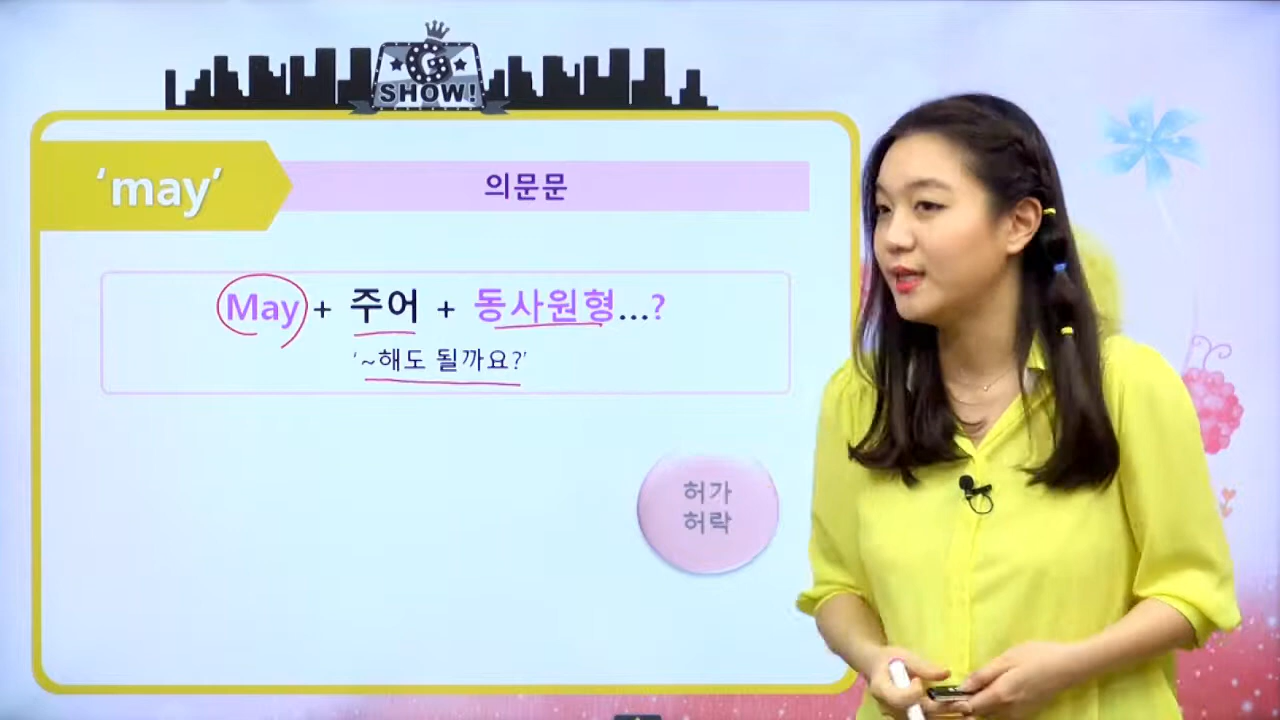 G
SHOW!
‘may‘
의문문
May + 주어 + 동사원형...?
‘~해도 될까요?’
허가
허락